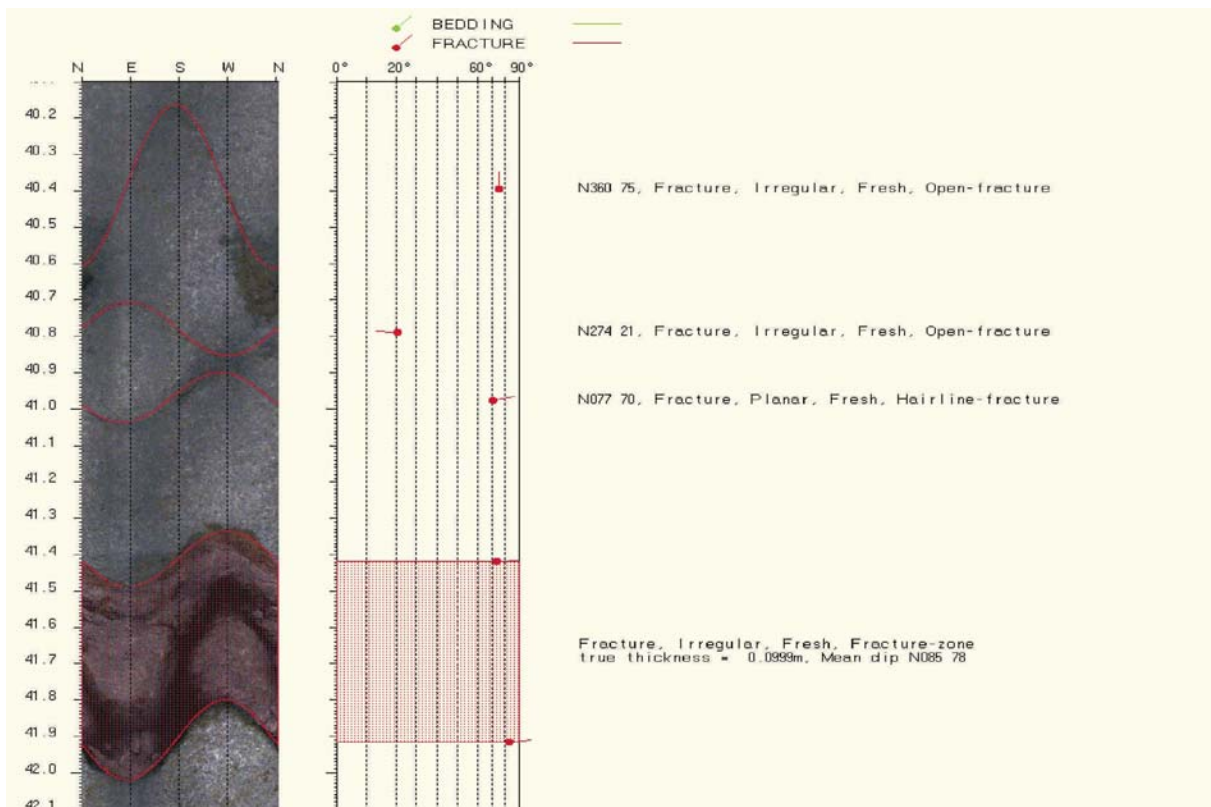 BEDDING
FRACTURE
N E S W N 0° 20° 60° 90°
40.2
40.3
40.4 N360 75, Fracture, Irregular, Fresh, Open-fracture
40.5
40.6
40.7
40.8 N274 21, Fracture, Irregular, Fresh, Open-fracture
40.9
41.0 N077 70, Fracture, Planar, Fresh, Hairline-fracture
41.1
41.2
41.3
41.4
41.5
41.6
Fracture, Irregular, Fresh, Fracture-zone
41.7 true thickness = 0.0999m, Mean dip N085 78
41.8
41.9
42.0
42.1